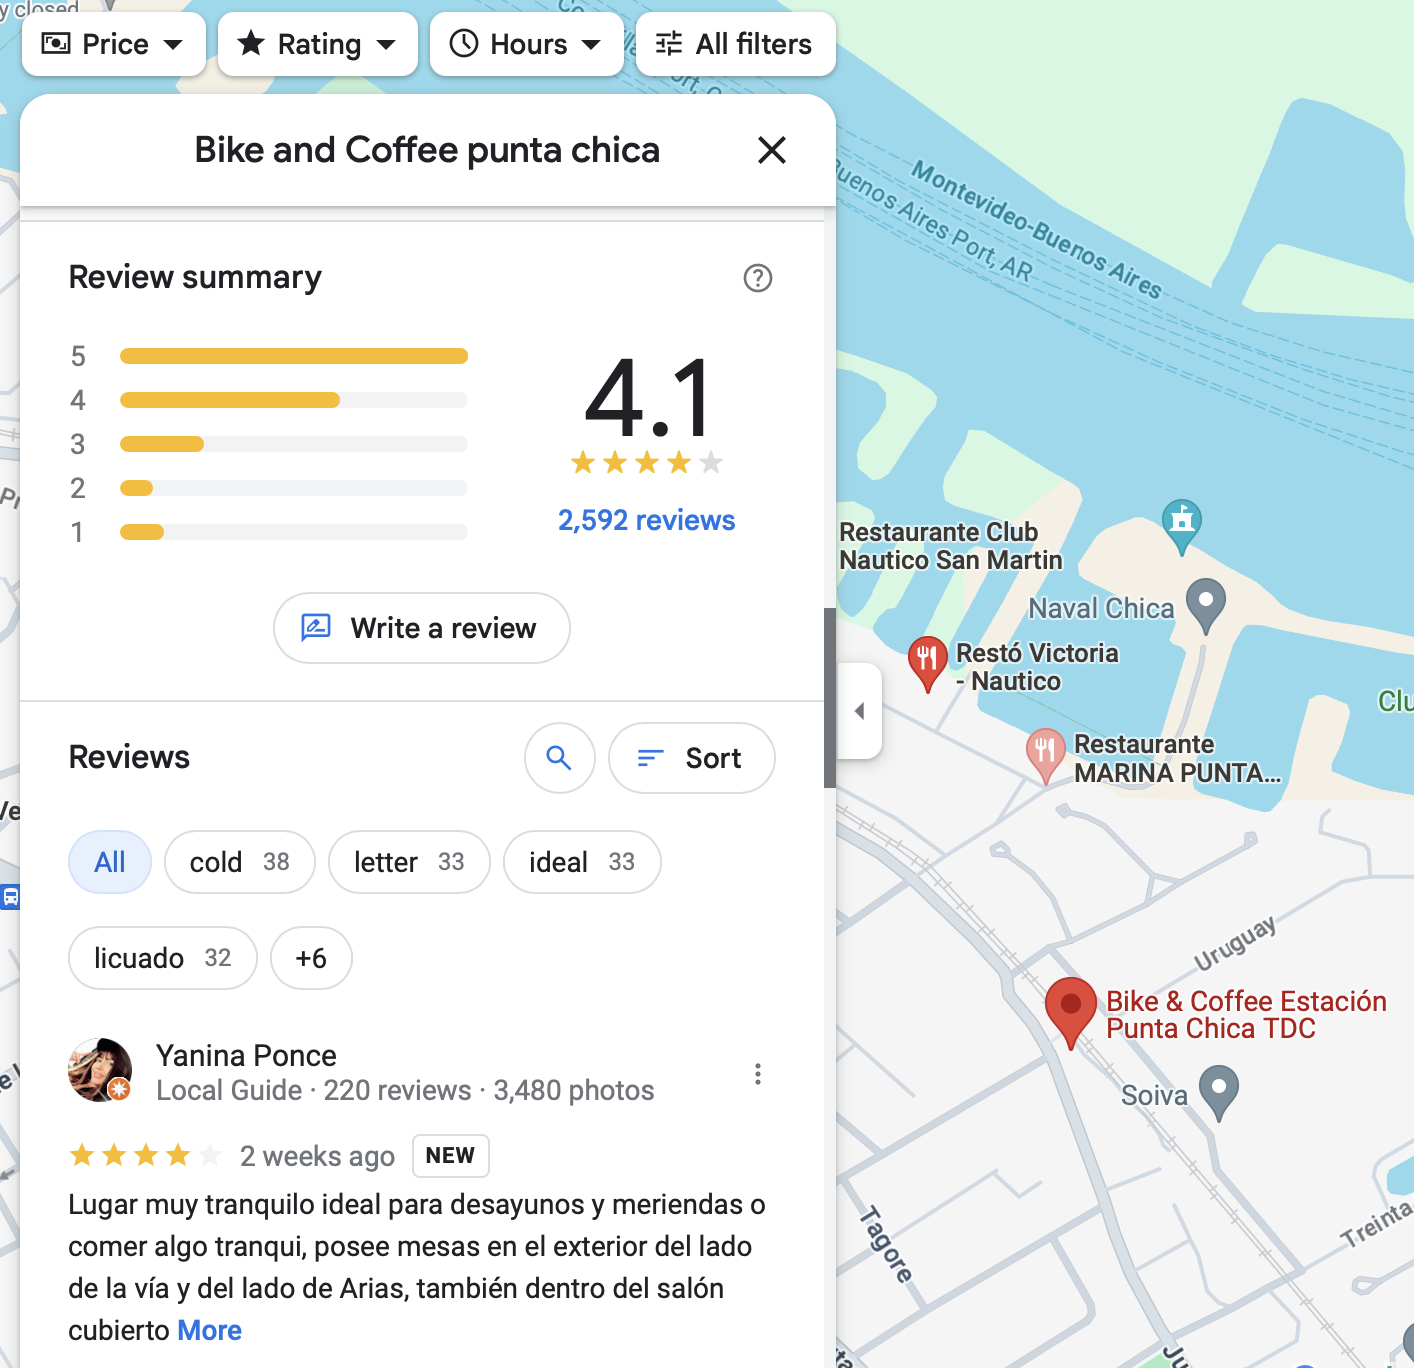 y closed
Price
Rating
Hours
All filters
Bike and Coffee punta chica
Review summary
5
4
3
2
1
4.1
2,592 reviews
Write a review
Reviews
Sort
All
cold 38
letter 33
ideal 33
licuado 32
+6
Yanina Ponce
Local Guide · 220 reviews · 3,480 photos
2 weeks ago
NEW
Lugar muy tranquilo ideal para desayunos y meriendas o
comer algo tranqui, posee mesas en el exterior del lado
de la vía y del lado de Arias, también dentro del salón
cubierto More
Montevideo-Buenos Aires
Buenos Aires Port, AR
Restaurante Club
Nautico San Martin
Naval Chica
Restó Victoria
- Nautico
Clu
Restaurante
MARINA PUNTA...
Uruguay
Bike & Coffee Estación
Punta Chica TDC
Soiva
Tagore
Treinta
Ju